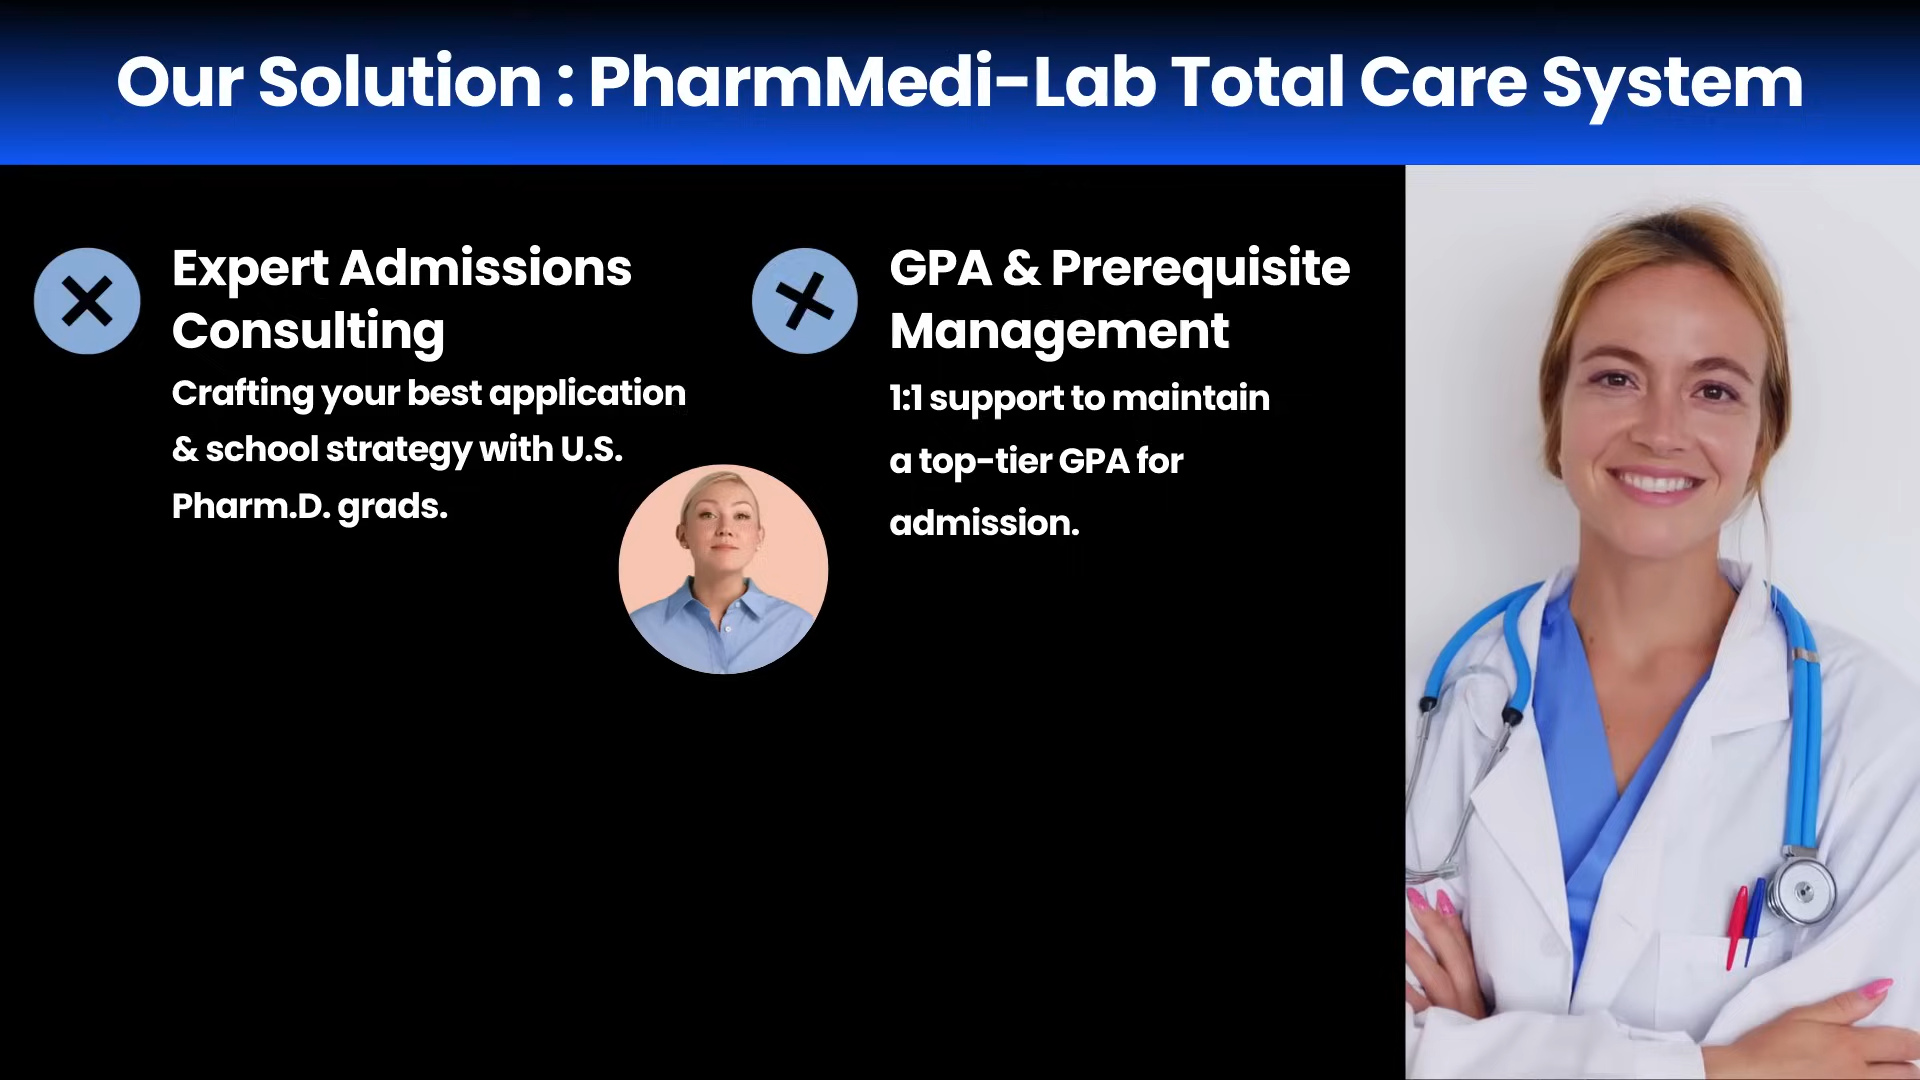 Our Solution : PharmMedi-Lab Total Care System
Expert Admissions
Consulting
Crafting your best application
& school strategy with U.S.
Pharm.D. grads.
GPA & Prerequisite
Management
1:1 support to maintain
a top-tier GPA for
admission.